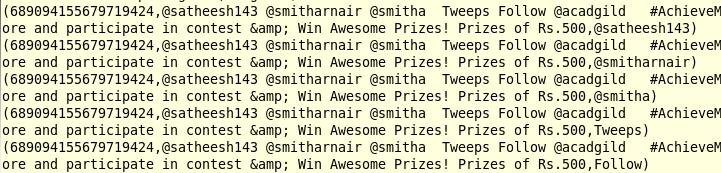 (689094155679719424,@satheesh143 @smitharnair @smitha  Tweeps Follow @acadgild   #AchieveM
ore and participate in contest &amp; Win Awesome Prizes! Prizes of Rs.500,@satheesh143)
(689094155679719424,@satheesh143 @smitharnair @smitha  Tweeps Follow @acadgild   #AchieveM
ore and participate in contest &amp; Win Awesome Prizes! Prizes of Rs.500,@smitharnair)
(689094155679719424,@satheesh143 @smitharnair @smitha  Tweeps Follow @acadgild   #AchieveM
ore and participate in contest &amp; Win Awesome Prizes! Prizes of Rs.500,@smitha)
(689094155679719424,@satheesh143 @smitharnair @smitha  Tweeps Follow @acadgild   #AchieveM
ore and participate in contest &amp; Win Awesome Prizes! Prizes of Rs.500,Tweeps)
(689094155679719424,@satheesh143 @smitharnair @smitha  Tweeps Follow @acadgild   #AchieveM
ore and participate in contest &amp; Win Awesome Prizes! Prizes of Rs.500,Follow)